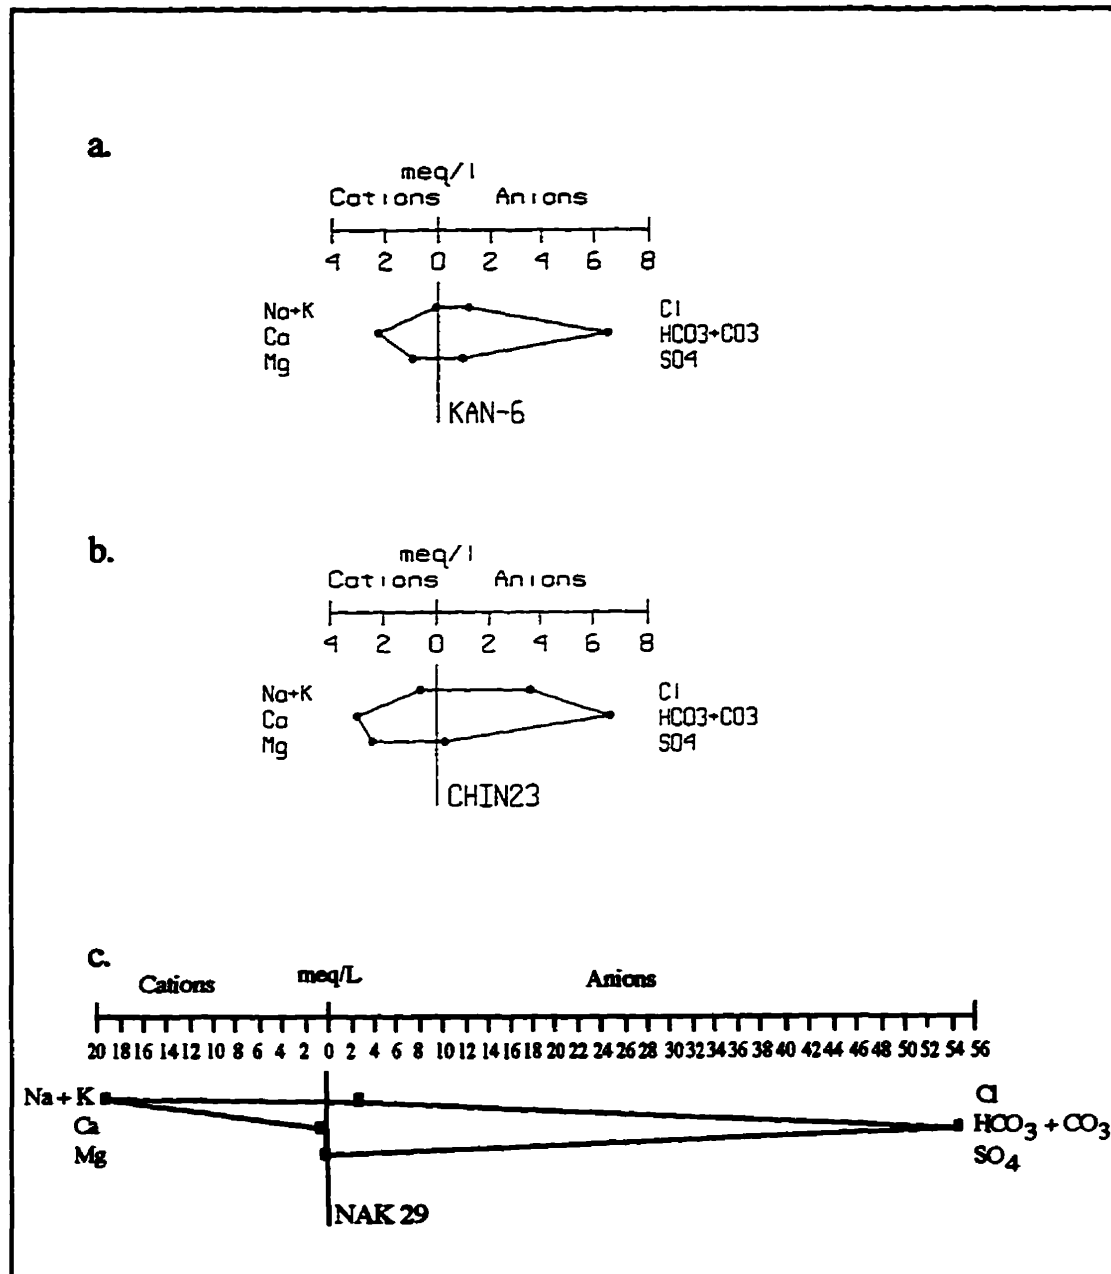 a.
meq/l
Cations Anions
4 2 0 2 4 6 8
Na+K Cl
Ca HCO3+CO3
Mg SO4
KAN-6
b.
meq/l
Cations Anions
4 2 0 2 4 6 8
Na+K Cl
Ca HCO3+CO3
Mg SO4
CHIN23
c.
Cations meq/L Anions
20 18 16 14 12 10 8 6 4 2 0 2 4 6 8 10 12 14 16 18 20 22 24 26 28 30 32 34 36 38 40 42 44 46 48 50 52 54 56
Na + K Cl
Ca HCO3 + CO3
Mg SO4
NAK 29